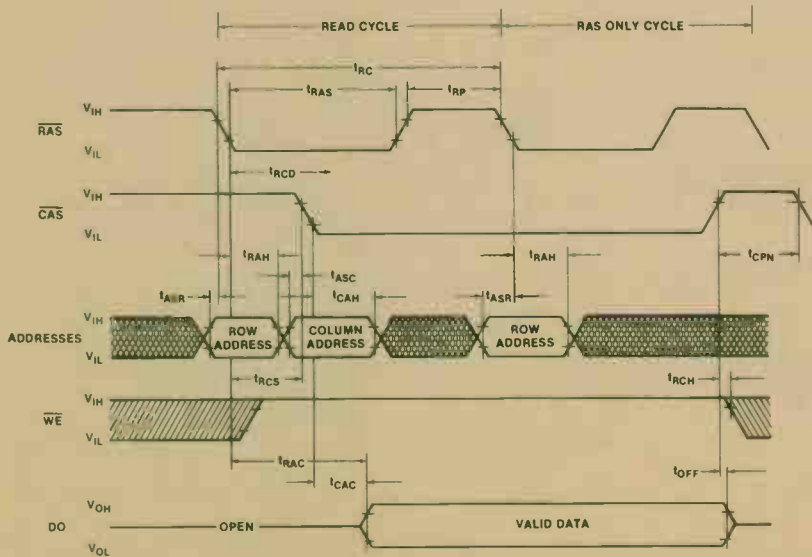 READ CYCLE
RAS ONLY CYCLE
tRC
tRAS
tRP
VIH
RAS
VIL
tRCD
VIH
CAS
VIL
tRAH
tASC
tRAH
tCPN
tASR
tCAH
tASR
VIH
ADDRESSES
ROW ADDRESS
COLUMN ADDRESS
ROW ADDRESS
VIL
tRCS
tRCH
VIH
WE
VIL
tRAC
tCAC
tOFF
VOH
DO
OPEN
VALID DATA
VOL